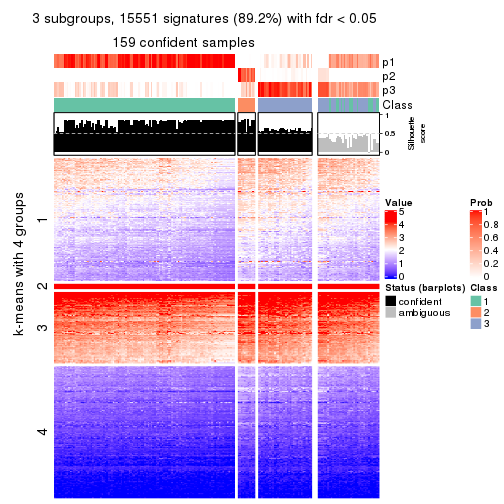 3 subgroups, 15551 signatures (89.2%) with fdr < 0.05
159 confident samples
p1
p2
p3
Class
1
0.5
0
Silhouette
score
k-means with 4 groups
1
2
3
4
Value
5
4
3
2
1
0
Prob
1
0.8
0.6
0.4
0.2
0
Status (barplots)
confident
ambiguous
Class
1
2
3